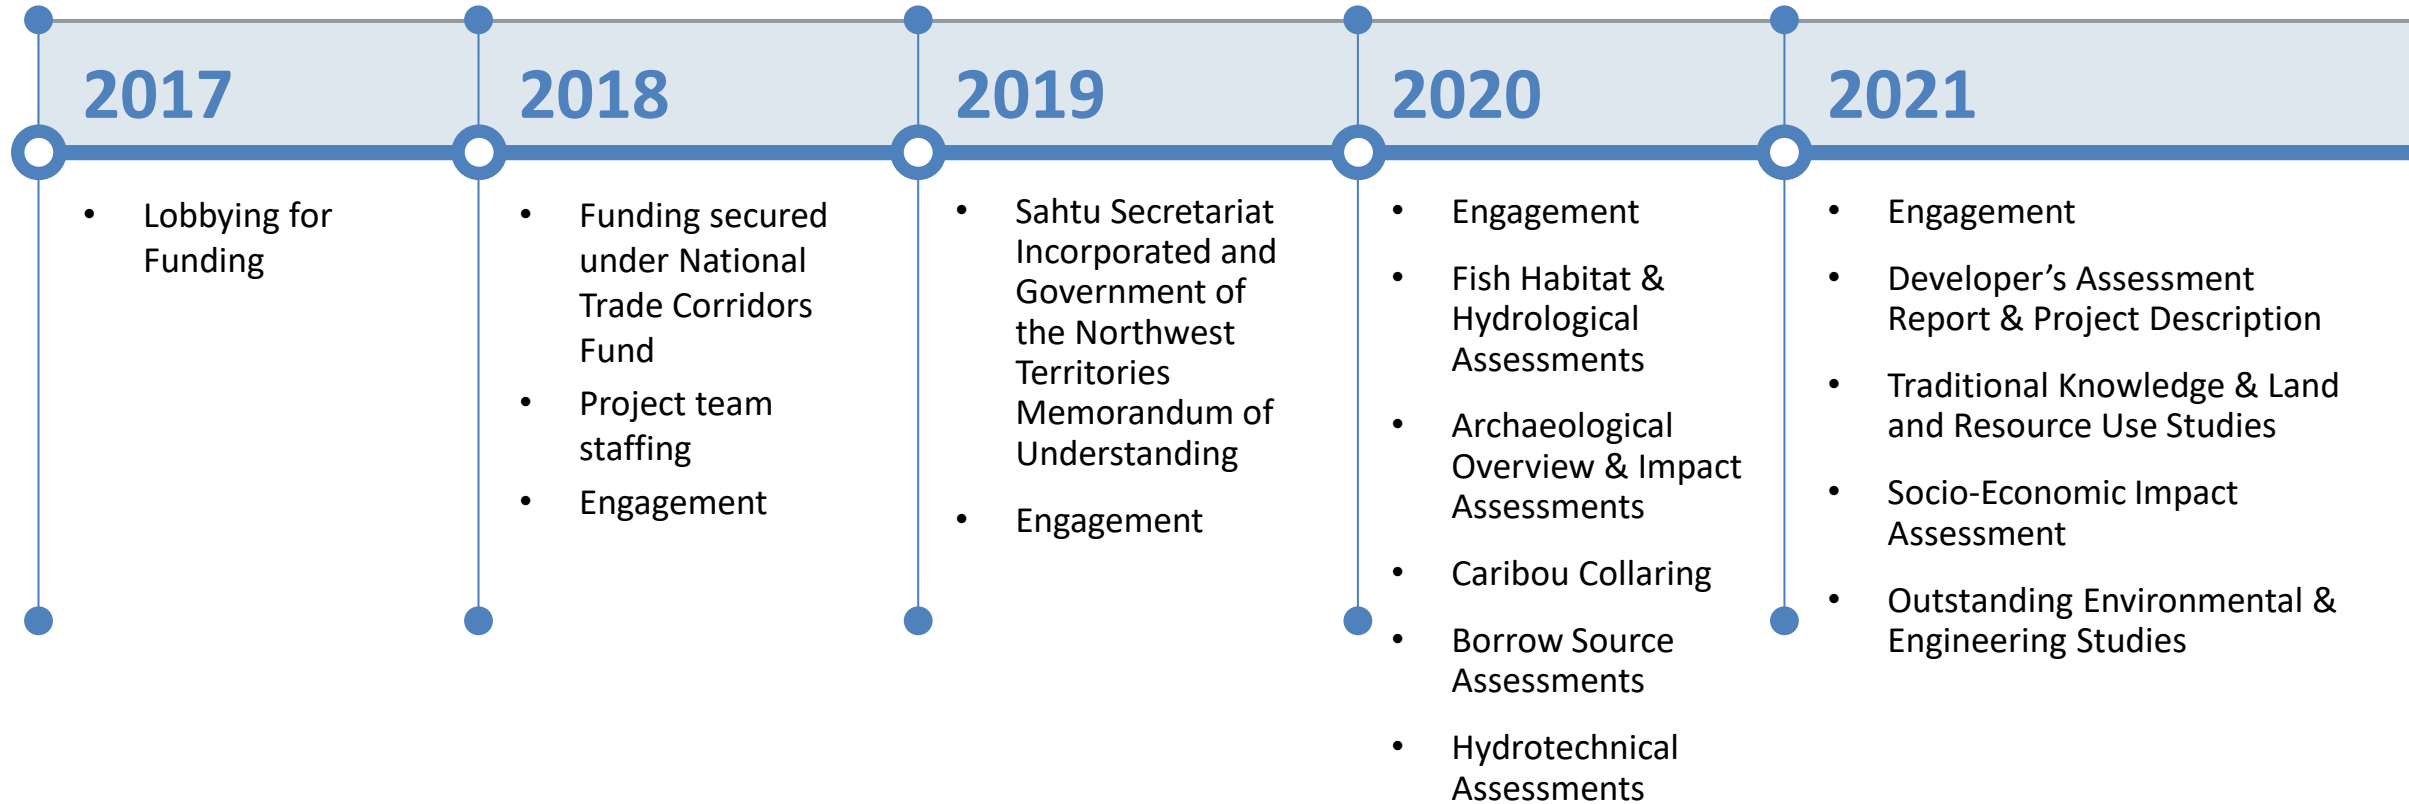 2017
• Lobbying for
Funding
2018
• Funding secured
under National
Trade Corridors
Fund
• Project team
staffing
• Engagement
2019
• Sahtu Secretariat
Incorporated and
Government of
the Northwest
Territories
Memorandum of
Understanding
• Engagement
2020
• Engagement
• Fish Habitat &
Hydrological
Assessments
• Archaeological
Overview & Impact
Assessments
• Caribou Collaring
• Borrow Source
Assessments
• Hydrotechnical
Assessments
2021
• Engagement
• Developer’s Assessment
Report & Project Description
• Traditional Knowledge & Land
and Resource Use Studies
• Socio-Economic Impact
Assessment
• Outstanding Environmental &
Engineering Studies